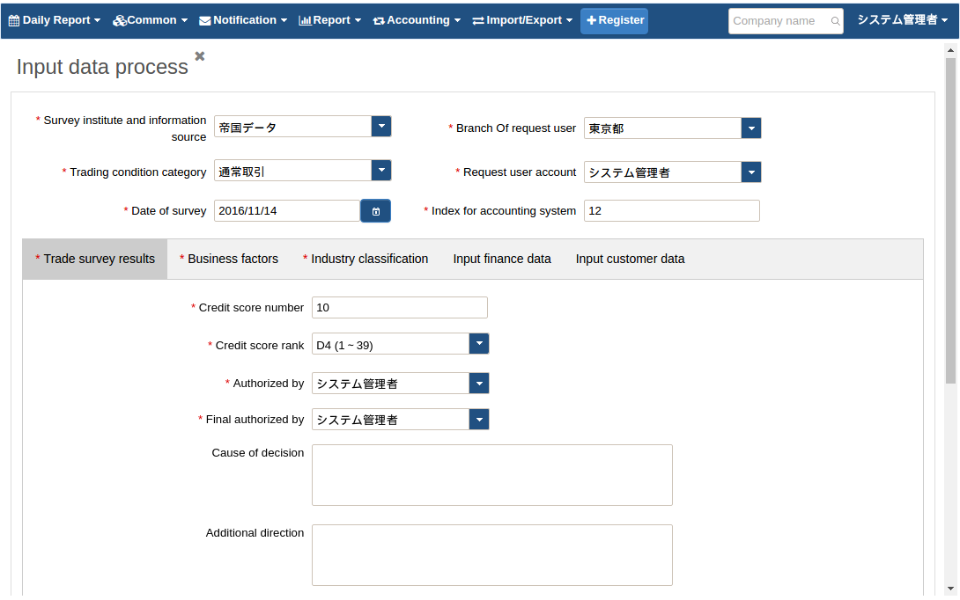 Daily Report Common Notification Report Accounting Import/Export Register Company name システム管理者
Input data process
* Survey institute and information source 帝国データ * Branch Of request user 東京都
* Trading condition category 通常取引 * Request user account システム管理者
* Date of survey 2016/11/14 * Index for accounting system 12
* Trade survey results * Business factors * Industry classification Input finance data Input customer data
* Credit score number 10
* Credit score rank D4 (1 ~ 39)
* Authorized by システム管理者
* Final authorized by システム管理者
Cause of decision
Additional direction